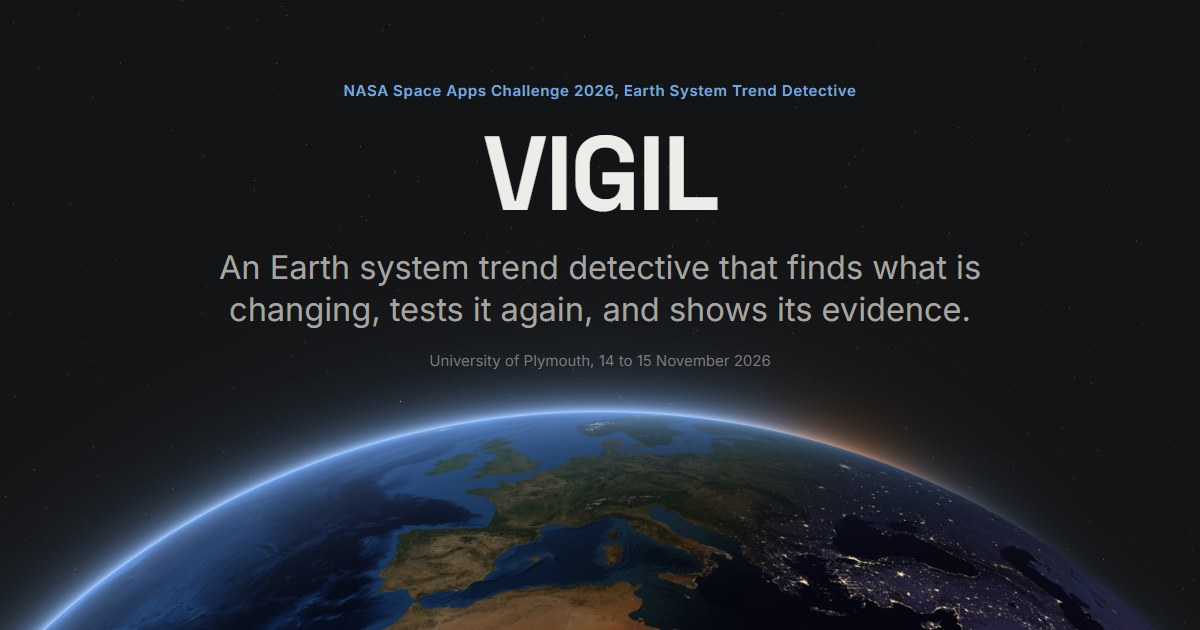 NASA Space Apps Challenge 2026, Earth System Trend Detective
VIGIL
An Earth system trend detective that finds what is
changing, tests it again, and shows its evidence.
University of Plymouth, 14 to 15 November 2026